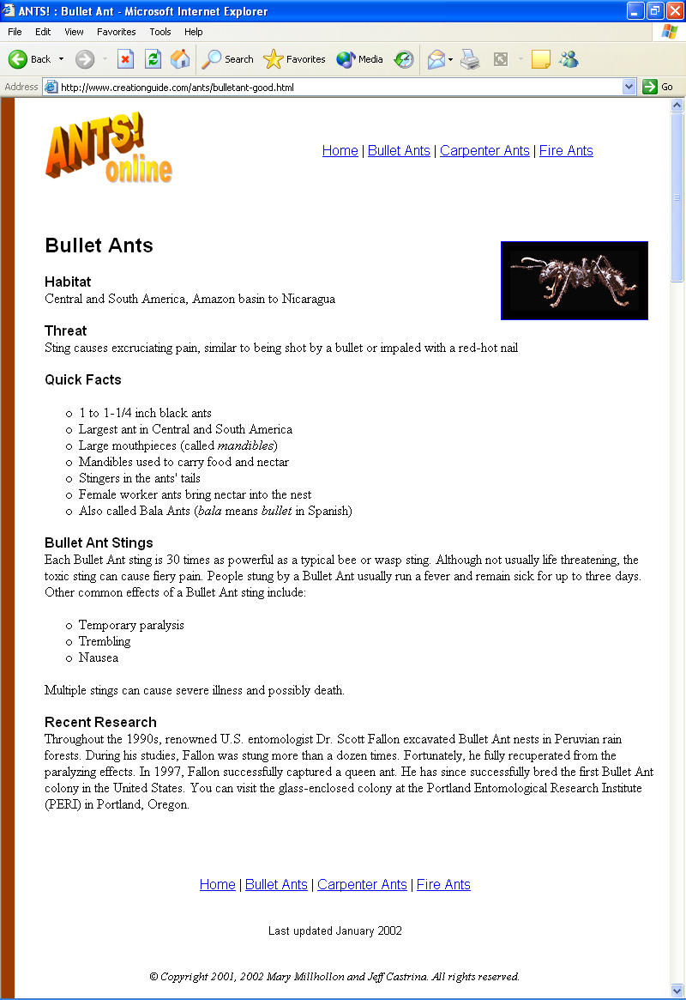 ANTS! : Bullet Ant - Microsoft Internet Explorer
File Edit View Favorites Tools Help
Back Search Favorites Media
Address http://www.creationguide.com/ants/bulletant-good.html Go
ANTS!
online
Home | Bullet Ants | Carpenter Ants | Fire Ants
Bullet Ants
Habitat
Central and South America, Amazon basin to Nicaragua
Threat
Sting causes excruciating pain, similar to being shot by a bullet or impaled with a red-hot nail
Quick Facts
1 to 1-1/4 inch black ants
Largest ant in Central and South America
Large mouthpieces (called mandibles)
Mandibles used to carry food and nectar
Stingers in the ants' tails
Female worker ants bring nectar into the nest
Also called Bala Ants (bala means bullet in Spanish)
Bullet Ant Stings
Each Bullet Ant sting is 30 times as powerful as a typical bee or wasp sting. Although not usually life threatening, the
toxic sting can cause fiery pain. People stung by a Bullet Ant usually run a fever and remain sick for up to three days.
Other common effects of a Bullet Ant sting include:
Temporary paralysis
Trembling
Nausea
Multiple stings can cause severe illness and possibly death.
Recent Research
Throughout the 1990s, renowned U.S. entomologist Dr. Scott Fallon excavated Bullet Ant nests in Peruvian rain
forests. During his studies, Fallon was stung more than a dozen times. Fortunately, he fully recuperated from the
paralyzing effects. In 1997, Fallon successfully captured a queen ant. He has since successfully bred the first Bullet Ant
colony in the United States. You can visit the glass-enclosed colony at the Portland Entomological Research Institute
(PERI) in Portland, Oregon.
Home | Bullet Ants | Carpenter Ants | Fire Ants
Last updated January 2002
© Copyright 2001, 2002 Mary Millhollon and Jeff Castrina. All rights reserved.